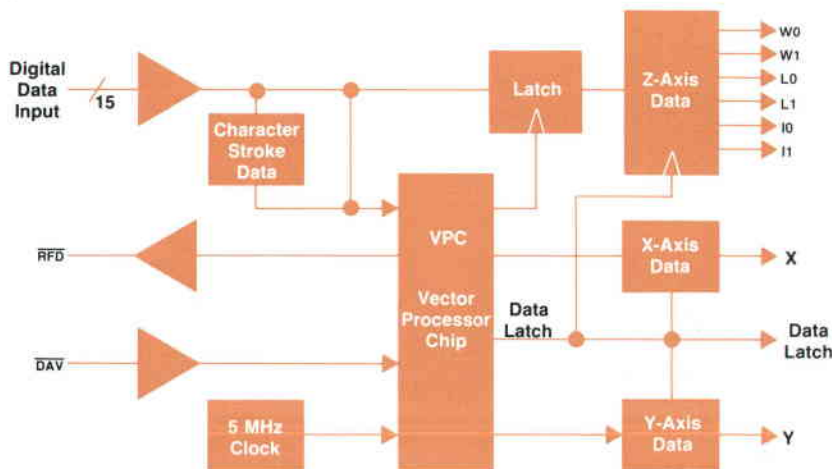 Digital
Data
Input
15
Character
Stroke
Data
Latch
Z-Axis
Data
W0
W1
L0
L1
I0
I1
RFD
VPC
Vector
Processor
Chip
X-Axis
Data
X
Data
Latch
Data
Latch
DAV
5 MHz
Clock
Y-Axis
Data
Y